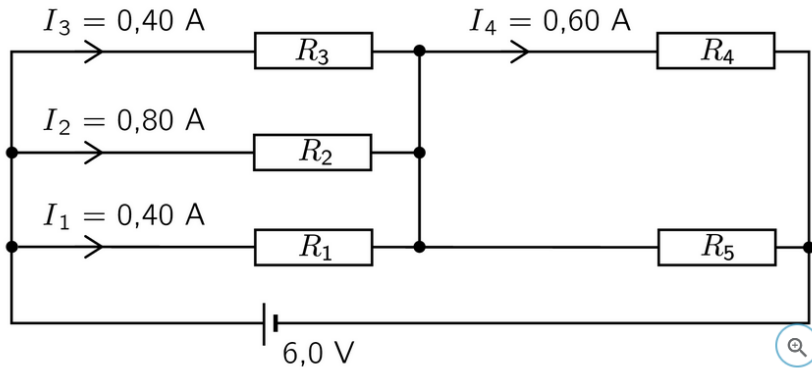 I₃ = 0,40 A
I₄ = 0,60 A
R₃
R₄
I₂ = 0,80 A
R₂
I₁ = 0,40 A
R₁
R₅
6,0 V